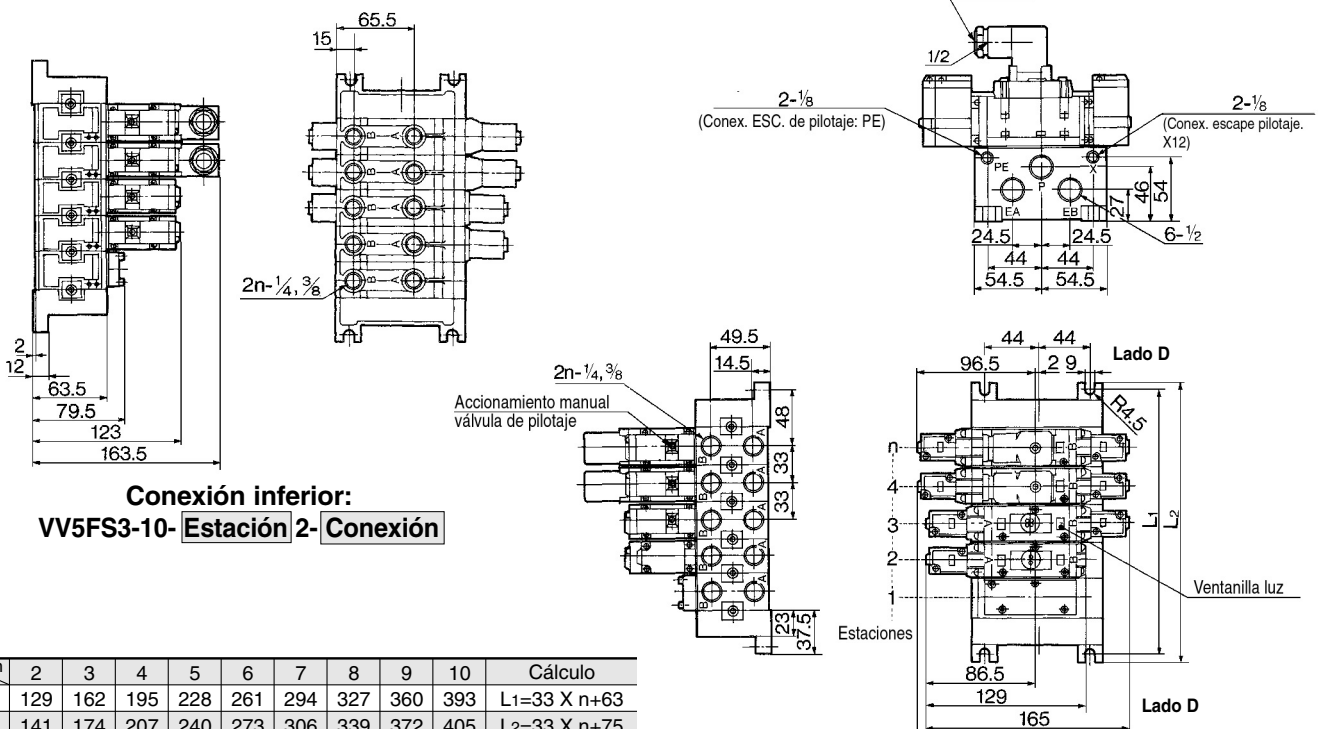 65.5
15
2n-¼, ⅜
2
12
63.5
79.5
123
163.5
Conexión inferior:
VV5FS3-10- Estación 2- Conexión
1/2
2-⅛
(Conex. ESC. de pilotaje: PE)
2-⅛
(Conex. escape pilotaje.
X12)
PE
X
P
EA
EB
27
46
54
6-½
24.5
24.5
44
44
54.5
54.5
49.5
14.5
2n-¼,⅜
Accionamiento manual
válvula de pilotaje
48
33
33
23
37.5
44
44
Lado D
96.5
2 9
R4.5
n
4
3
2
1
Estaciones
L1
L2
Ventanilla luz
86.5
129
165
Lado D
n 2 3 4 5 6 7 8 9 10 Cálculo
129 162 195 228 261 294 327 360 393 L1=33 X n+63
141 174 207 240 273 306 339 372 405 L2=33 X n+75